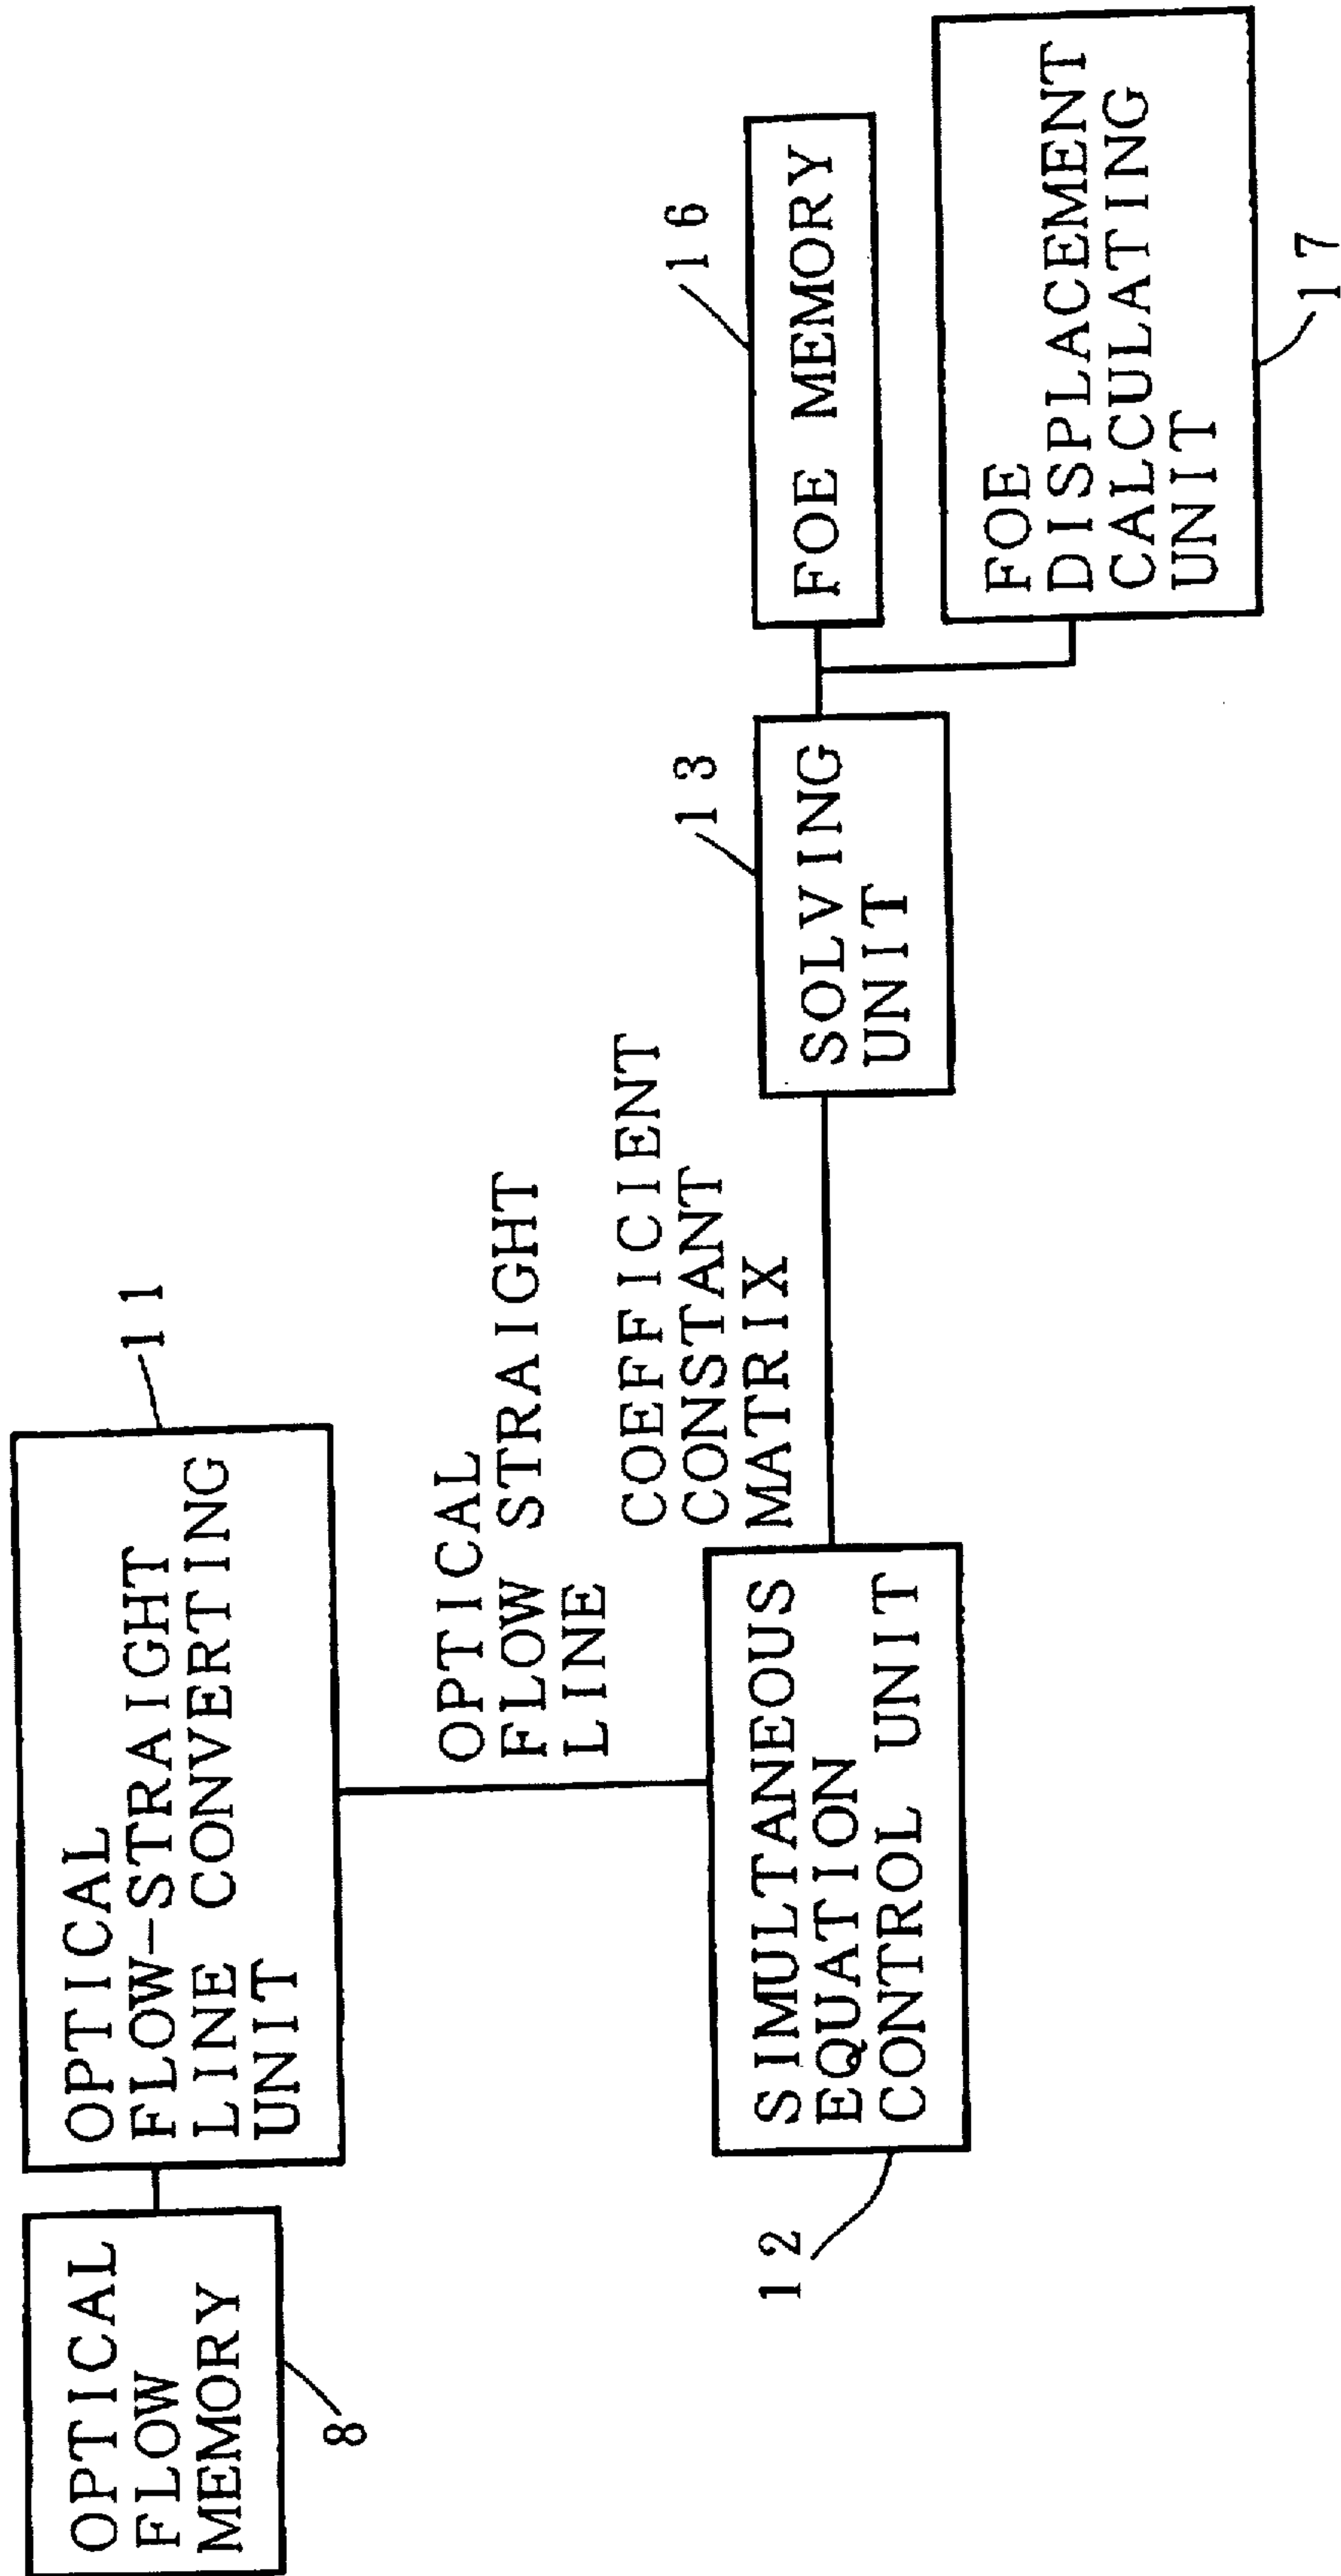 OPTICAL
FLOW
MEMORY
8
OPTICAL
FLOW-STRAIGHT
LINE CONVERTING
UNIT
11
OPTICAL
FLOW STRAIGHT
LINE
SIMULTANEOUS
EQUATION
CONTROL UNIT
12
COEFFICIENT
CONSTANT
MATRIX
SOLVING
UNIT
13
FOE MEMORY
16
FOE
DISPLACEMENT
CALCULATING
UNIT
17